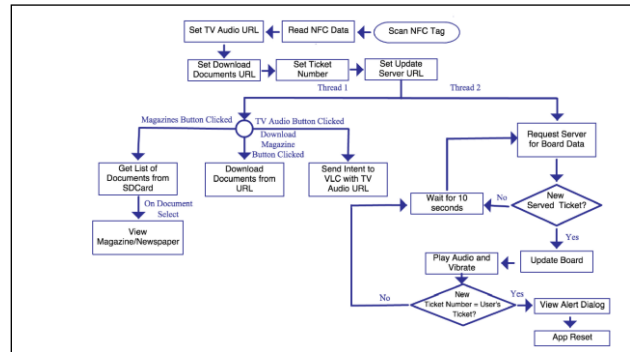 Set TV Audio URL
Read NFC Data
Scan NFC Tag
Set Download
Documents URL
Set Ticket
Number
Set Update
Server URL
Thread 1
Thread 2
Magazines Button Clicked
TV Audio Button Clicked
Download
Magazine
Button Clicked
Request Server
for Board Data
Get List of
Documents from
SDCard
Download
Documents from
URL
Send Intent to
VLC with TV
Audio URL
Wait for 10
seconds
No
New
Served Ticket?
On Document
Select
Yes
View
Magazine/Newspaper
Play Audio and
Vibrate
Update Board
No
New
Ticket Number = User's
Ticket?
Yes
View Alert Dialog
App Reset